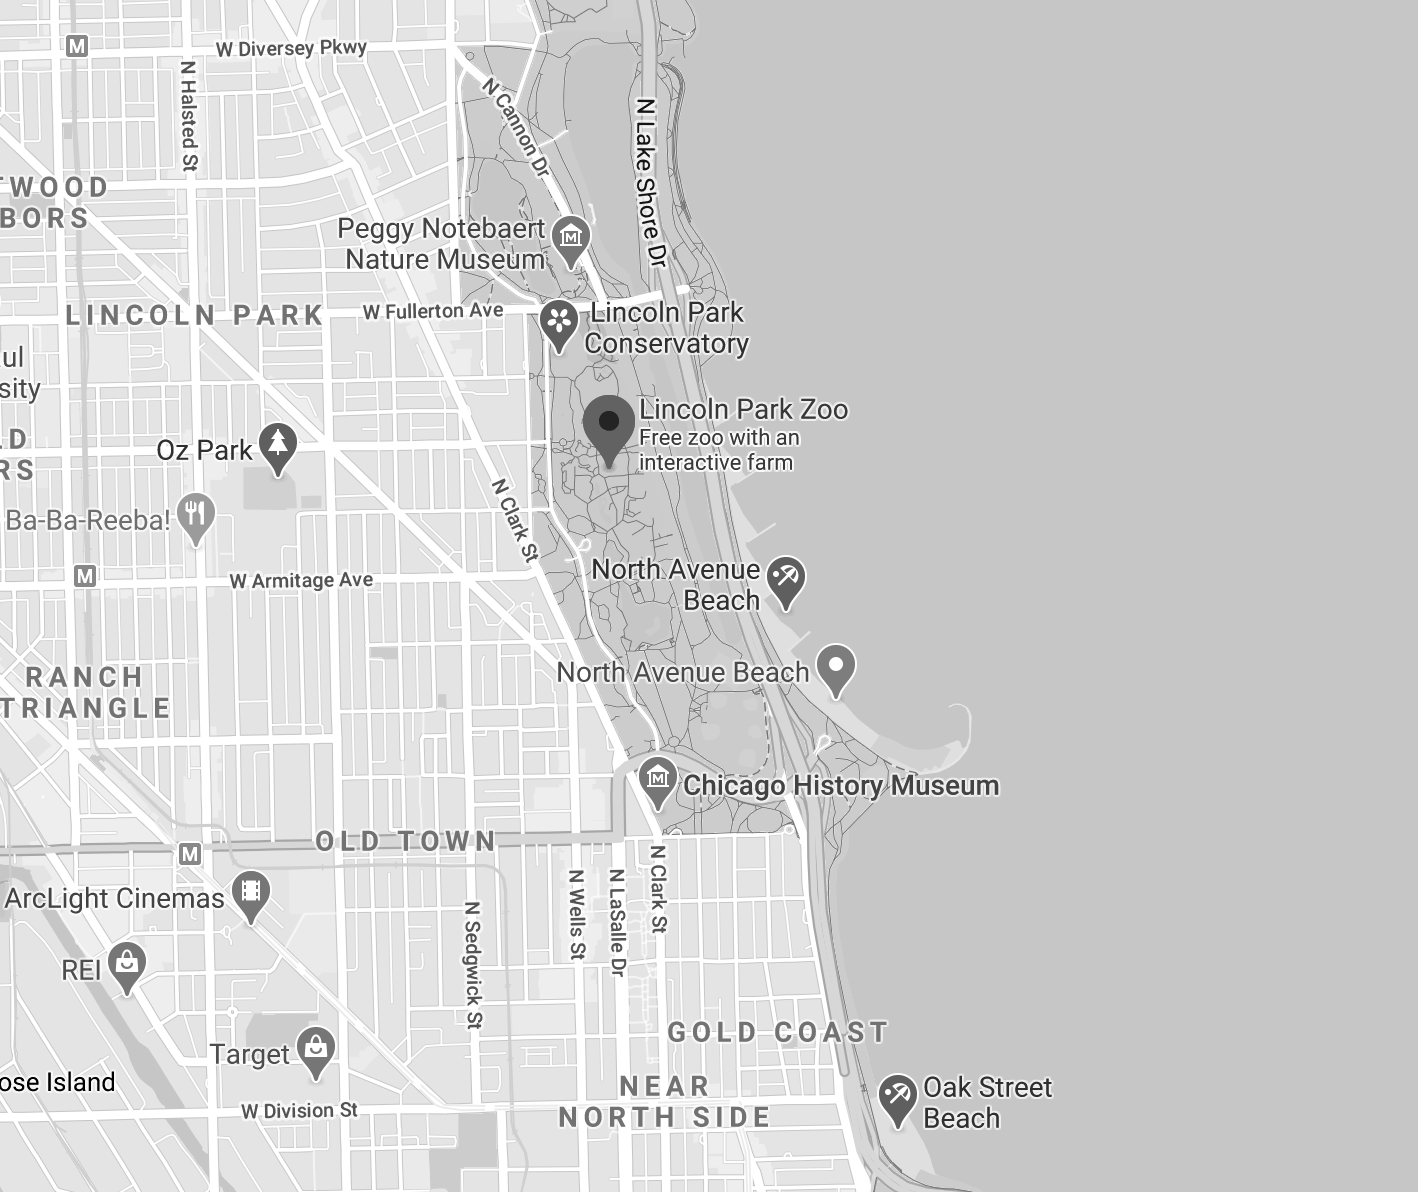 M
W Diversey Pkwy
N Halsted St
N Cannon Dr
N Lake Shore Dr
TWOOD
BORS
Peggy Notebaert
Nature Museum
LINCOLN PARK
W Fullerton Ave
Lincoln Park
Conservatory
ul
sity
Lincoln Park Zoo
Free zoo with an
interactive farm
D
RS
Oz Park
N Clark St
Ba-Ba-Reeba!
M
W Armitage Ave
North Avenue
Beach
RANCH
TRIANGLE
North Avenue Beach
Chicago History Museum
OLD TOWN
M
N Wells St
N LaSalle Dr
N Clark St
N Sedgwick St
ArcLight Cinemas
REI
GOLD COAST
Target
ose Island
NEAR
NORTH SIDE
W Division St
Oak Street
Beach